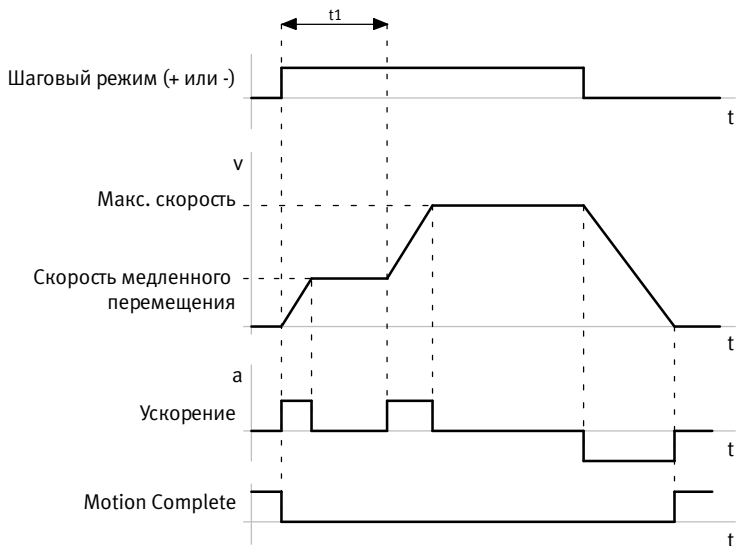 t1
Шаговый режим (+ или -)
t
v
Макс. скорость
Скорость медленного
перемещения
t
a
Ускорение
t
Motion Complete
t